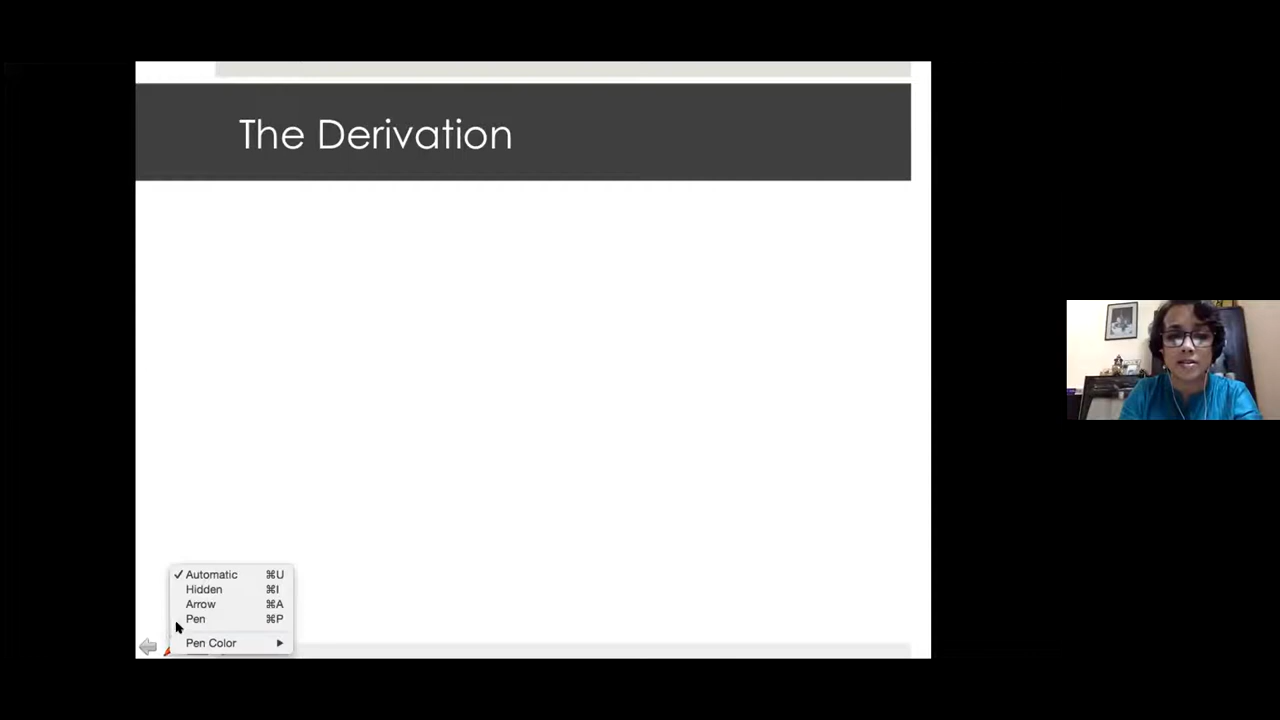 The Derivation
✓ Automatic ⌘U
Hidden ⌘I
Arrow ⌘A
Pen ⌘P
Pen Color ▶